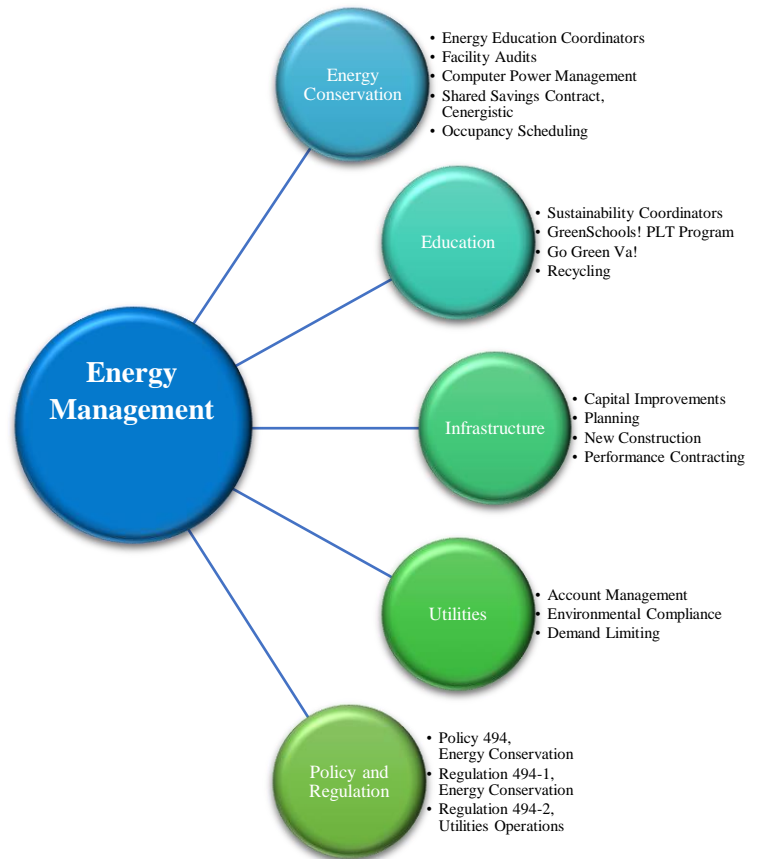 Energy
Conservation
• Energy Education Coordinators
• Facility Audits
• Computer Power Management
• Shared Savings Contract,
Cenergistic
• Occupancy Scheduling
Education
• Sustainability Coordinators
• GreenSchools! PLT Program
• Go Green Va!
• Recycling
Energy
Management
Infrastructure
• Capital Improvements
• Planning
• New Construction
• Performance Contracting
Utilities
• Account Management
• Environmental Compliance
• Demand Limiting
Policy and
Regulation
• Policy 494,
Energy Conservation
• Regulation 494-1,
Energy Conservation
• Regulation 494-2,
Utilities Operations